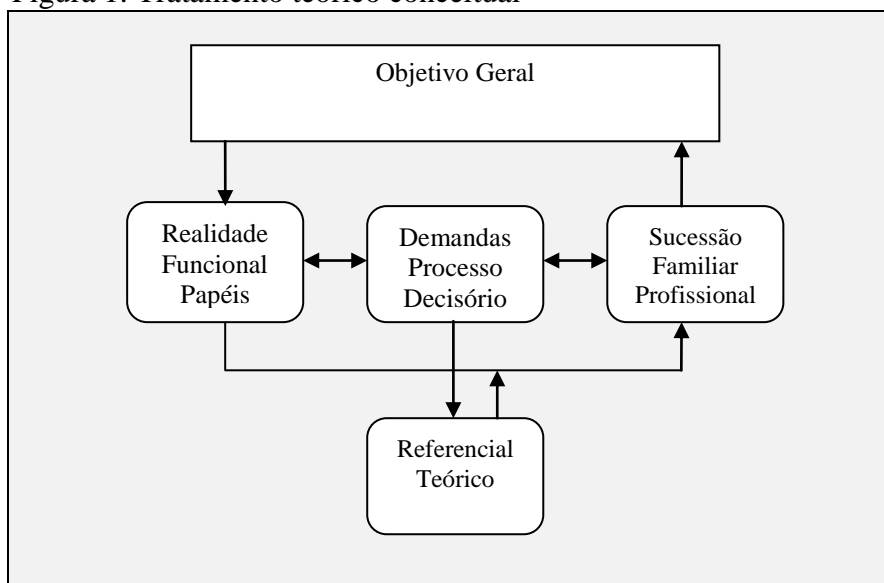 Figura 1: Tratamento teórico conceitual
Objetivo Geral
Realidade
Funcional
Papéis
Demandas
Processo
Decisório
Sucessão
Familiar
Profissional
Referencial
Teórico